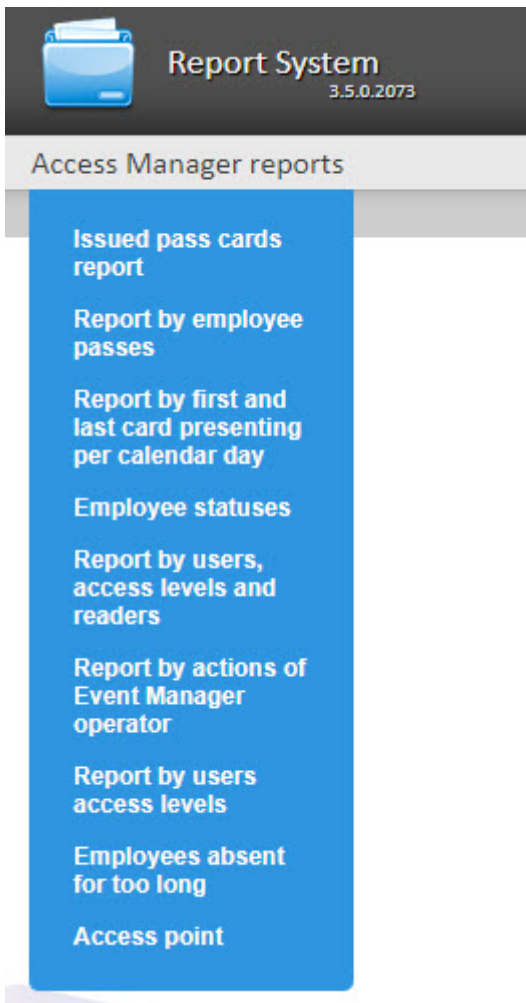 Report System
3.5.0.2073
Access Manager reports
Issued pass cards
report
Report by employee
passes
Report by first and
last card presenting
per calendar day
Employee statuses
Report by users,
access levels and
readers
Report by actions of
Event Manager
operator
Report by users
access levels
Employees absent
for too long
Access point